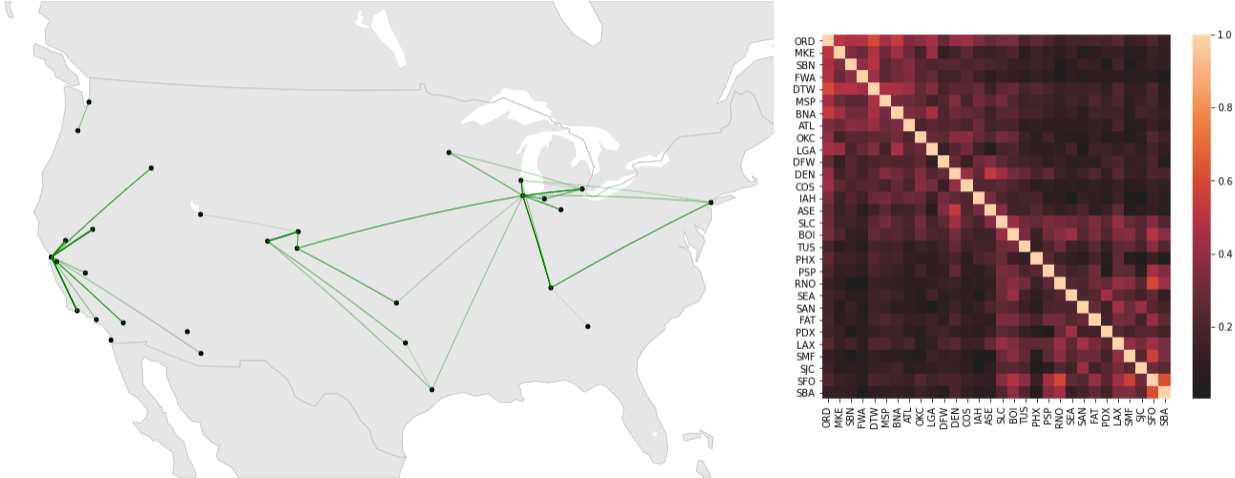 ORD
MKE
SBN
FWA
DTW
MSP
BNA
ATL
OKC
LGA
DFW
DEN
COS
IAH
ASE
SLC
BOI
TUS
PHX
PSP
RNO
SEA
SAN
FAT
PDX
LAX
SMF
SJC
SFO
SBA
ORD MKE SBN FWA DTW MSP BNA ATL OKC LGA DFW DEN COS IAH ASE SLC BOI TUS PHX PSP RNO SEA SAN FAT PDX LAX SMF SJC SFO SBA
1.0
0.8
0.6
0.4
0.2